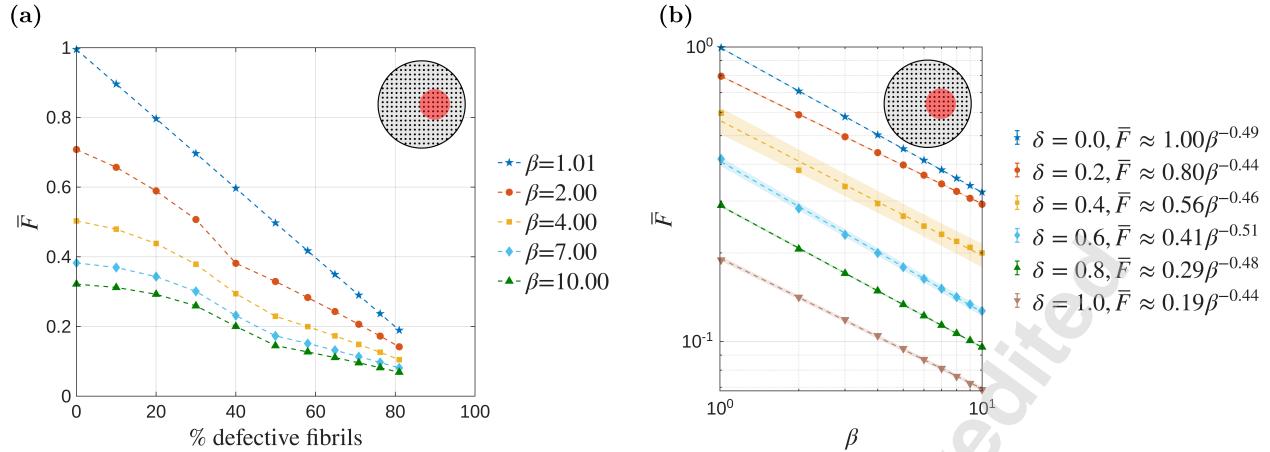 (a)
1
0.8
0.6
0.4
0.2
0
0 20 40 60 80 100
F̅
% defective fibrils
β=1.01
β=2.00
β=4.00
β=7.00
β=10.00
(b)
10⁰
10⁻¹
10⁰ 10¹
F̅
β
δ = 0.0, F̅ ≈ 1.00β⁻⁰·⁴⁹
δ = 0.2, F̅ ≈ 0.80β⁻⁰·⁴⁴
δ = 0.4, F̅ ≈ 0.56β⁻⁰·⁴⁶
δ = 0.6, F̅ ≈ 0.41β⁻⁰·⁵¹
δ = 0.8, F̅ ≈ 0.29β⁻⁰·⁴⁸
δ = 1.0, F̅ ≈ 0.19β⁻⁰·⁴⁴
edited